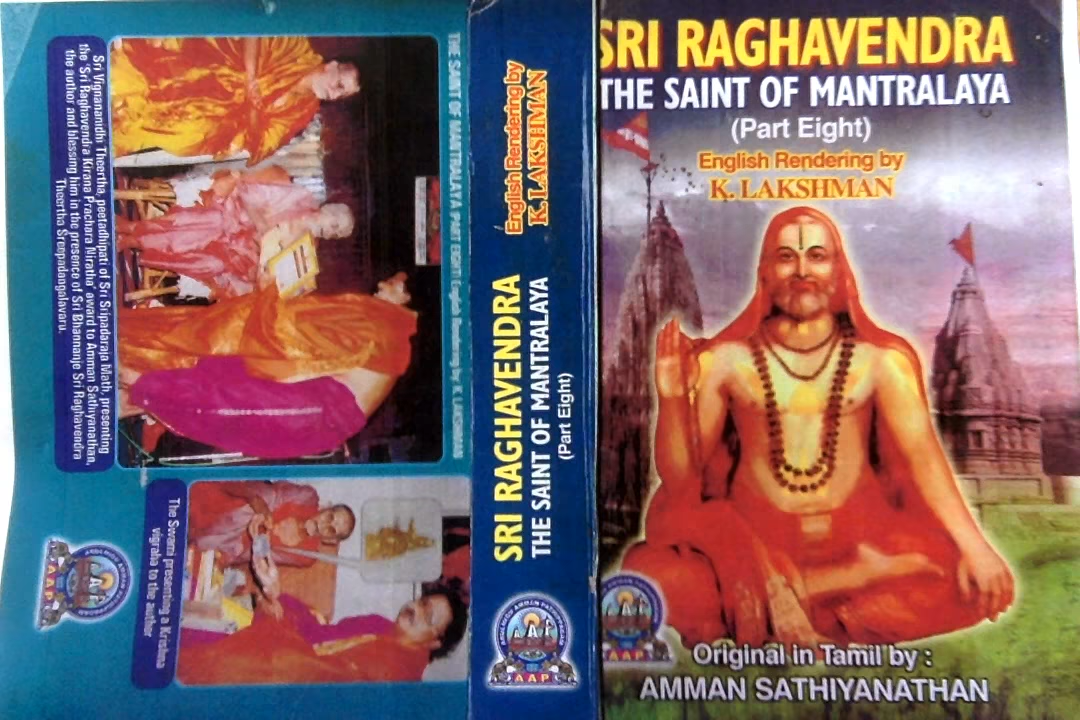 SRI RAGHAVENDRA
THE SAINT OF MANTRALAYA
(Part Eight)
English Rendering by
K. LAKSHMAN
Original in Tamil by :
AMMAN SATHIYANATHAN
AAP
English Rendering by
K. LAKSHMAN
SRI RAGHAVENDRA
THE SAINT OF MANTRALAYA
(Part Eight)
AAP
THE SAINT OF MANTRALAYA PART EIGHT English Rendering by: K. LAKSHMAN
Sri Vignananidhi Theertha, peetadhipati of Sri Sripadaraja Math, presenting
the 'Sri Raghavendra Kirana Prachara Niratha' award to Amman Sathiyanathan,
the author and blessing him in the presence of Sri Bhannanje Sri Raghavendra
Theertha Sreepadangalavaru.
The Swami presenting a Krishna
vigraha to the author
AAP